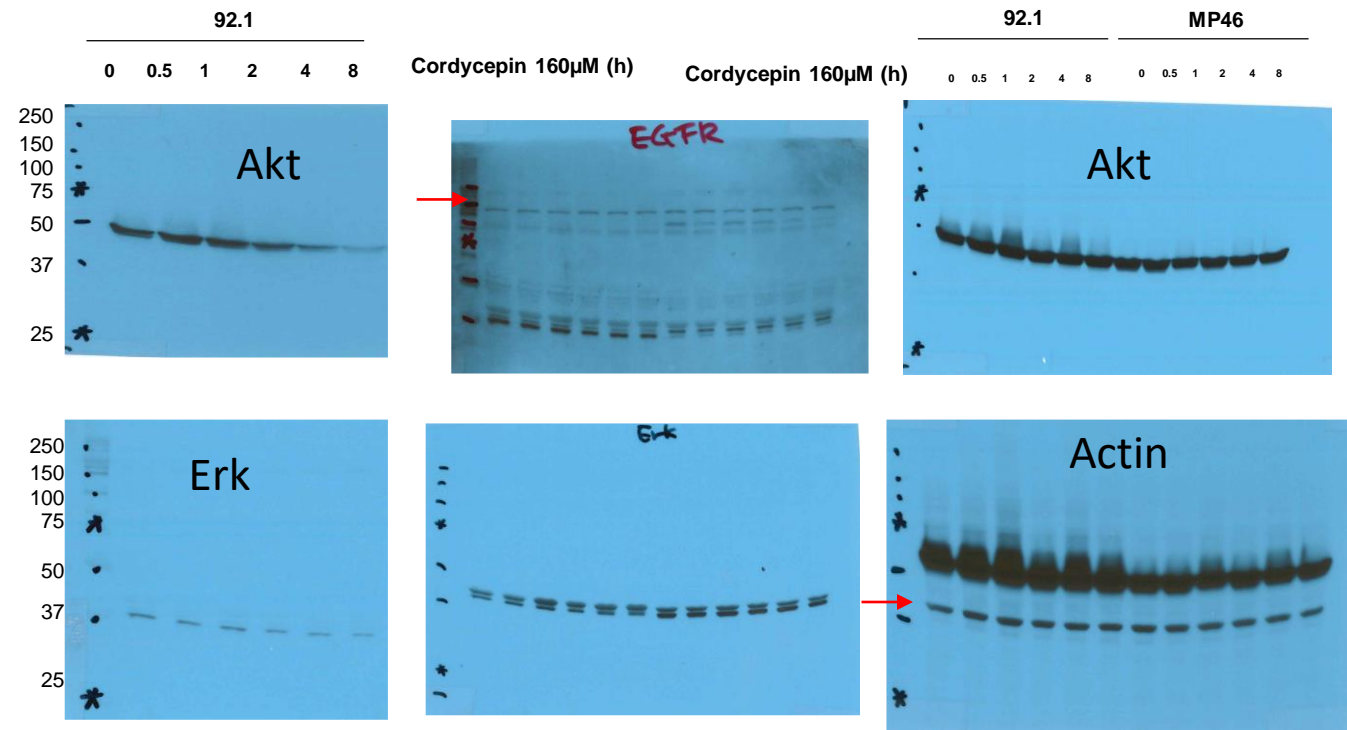 92.1
0 0.5 1 2 4 8
Cordycepin 160µM (h)
Cordycepin 160µM (h)
92.1 MP46
0 0.5 1 2 4 8 0 0.5 1 2 4 8
250
150
100
75
50
37
25
Akt
EGFR
Akt
250
150
100
75
50
37
25
Erk
Erk
Actin